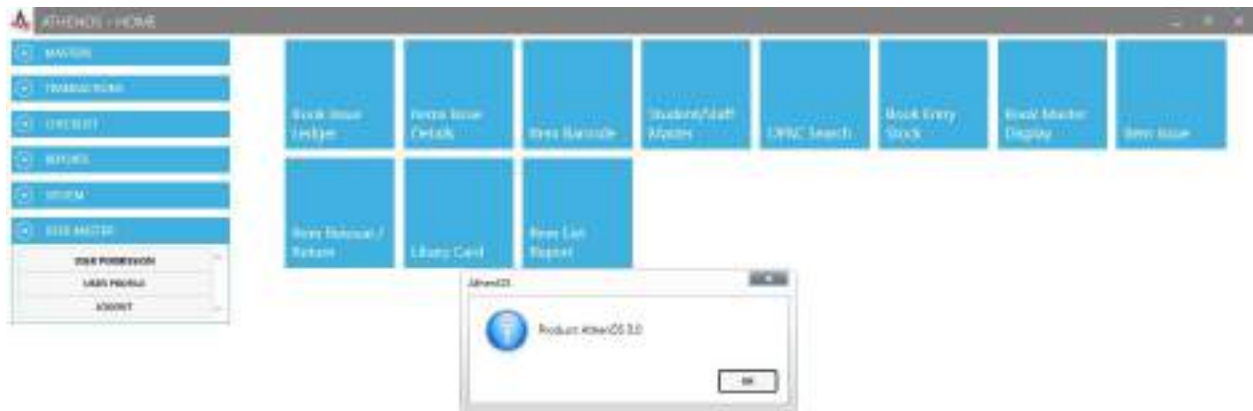 ATHENOS - HOME
MASTERS
TRANSACTIONS
CHECKLIST
REPORTS
SYSTEM
USER MASTER
USER PERMISSION
USER PROFILE
LOGOUT
Book Issue
Ledger
Items Issue
Details
Item Barcode
Student/Staff
Master
OPAC Search
Book Entry
Stock
Book Master
Display
Item Issue
Item Renewal /
Return
Library Card
Item List
Report
AthenOS
Product: AthenOS 3.0
OK